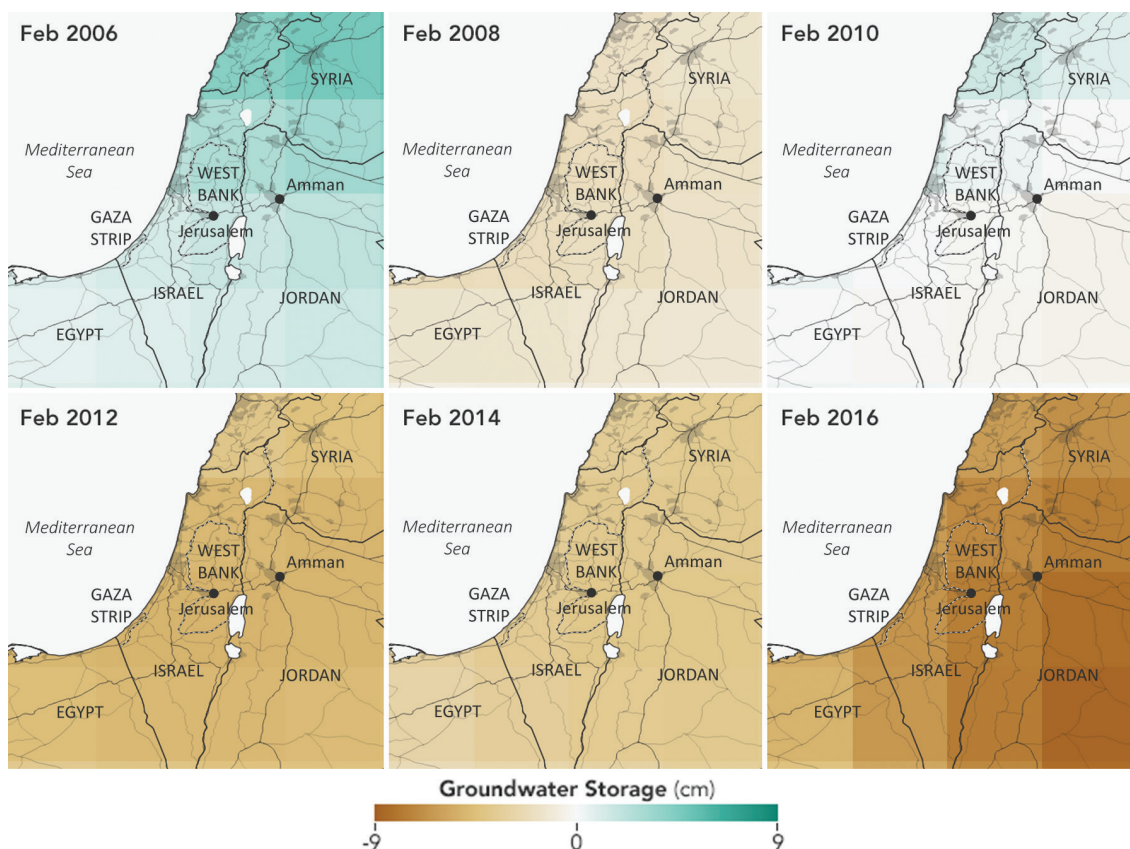 Feb 2006
SYRIA
Mediterranean
Sea
WEST
BANK
Amman
GAZA
STRIP
Jerusalem
ISRAEL
JORDAN
EGYPT
Feb 2008
SYRIA
Mediterranean
Sea
WEST
BANK
Amman
GAZA
STRIP
Jerusalem
ISRAEL
JORDAN
EGYPT
Feb 2010
SYRIA
Mediterranean
Sea
WEST
BANK
Amman
GAZA
STRIP
Jerusalem
ISRAEL
JORDAN
EGYPT
Feb 2012
SYRIA
Mediterranean
Sea
WEST
BANK
Amman
GAZA
STRIP
Jerusalem
ISRAEL
JORDAN
EGYPT
Feb 2014
SYRIA
Mediterranean
Sea
WEST
BANK
Amman
GAZA
STRIP
Jerusalem
ISRAEL
JORDAN
EGYPT
Feb 2016
SYRIA
Mediterranean
Sea
WEST
BANK
Amman
GAZA
STRIP
Jerusalem
ISRAEL
JORDAN
EGYPT
Groundwater Storage (cm)
-9 0 9